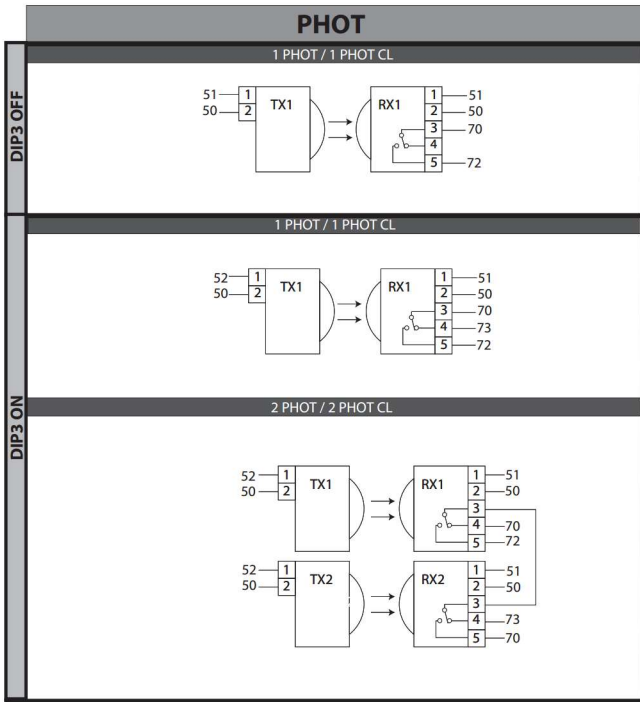 PHOT
DIP3 OFF
1 PHOT / 1 PHOT CL
51 1 TX1 RX1 1 51
50 2 2 50
3 70
4
5 72
DIP3 ON
1 PHOT / 1 PHOT CL
52 1 TX1 RX1 1 51
50 2 2 50
3 70
4 73
5 72
2 PHOT / 2 PHOT CL
52 1 TX1 RX1 1 51
50 2 2 50
3
4 70
5 72
52 1 TX2 RX2 1 51
50 2 2 50
3
4 73
5 70